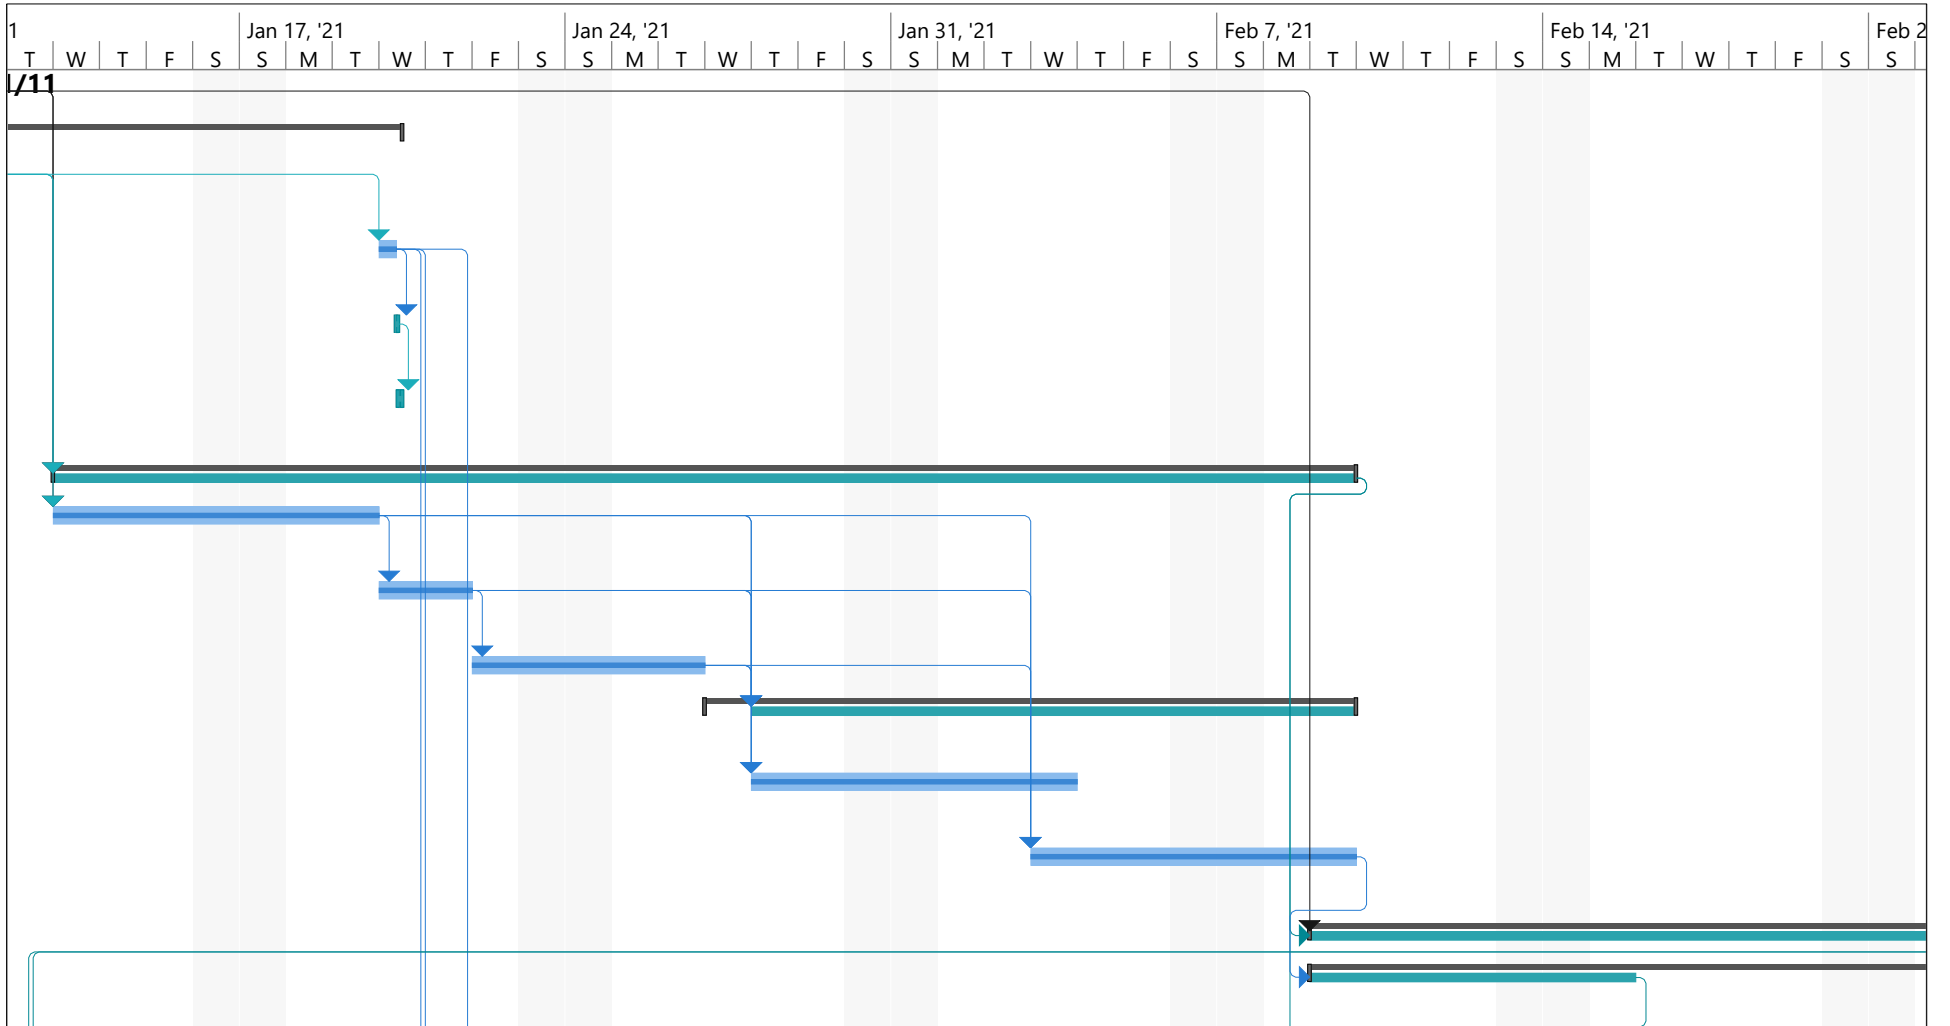 1 Jan 17, '21 Jan 24, '21 Jan 31, '21 Feb 7, '21 Feb 14, '21 Feb 2
T W T F S S M T W T F S S M T W T F S S M T W T F S S M T W T F S S M T W T F S S
/11